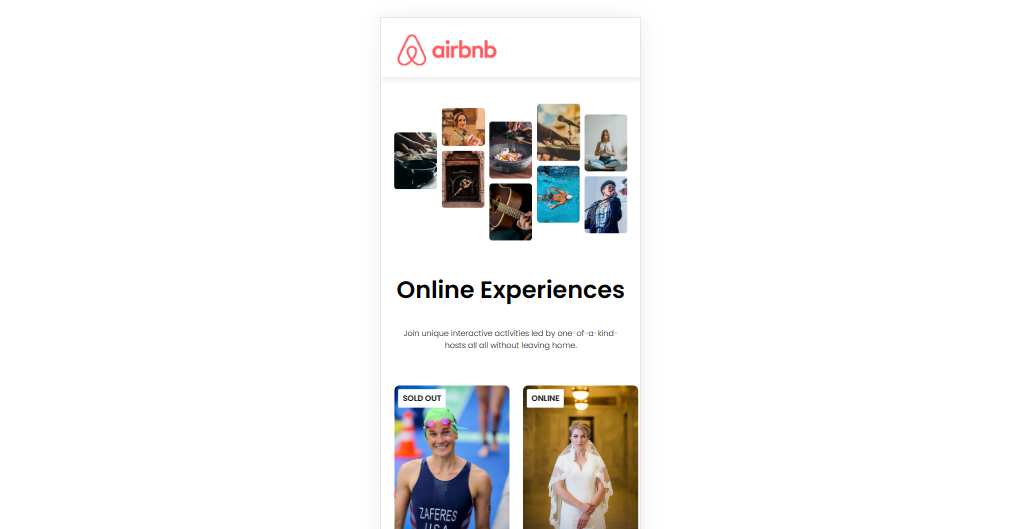 airbnb
Online Experiences
Join unique interactive activities led by one-of-a-kind-
hosts all all without leaving home.
SOLD OUT
ONLINE
ZAFERES
U.S.A